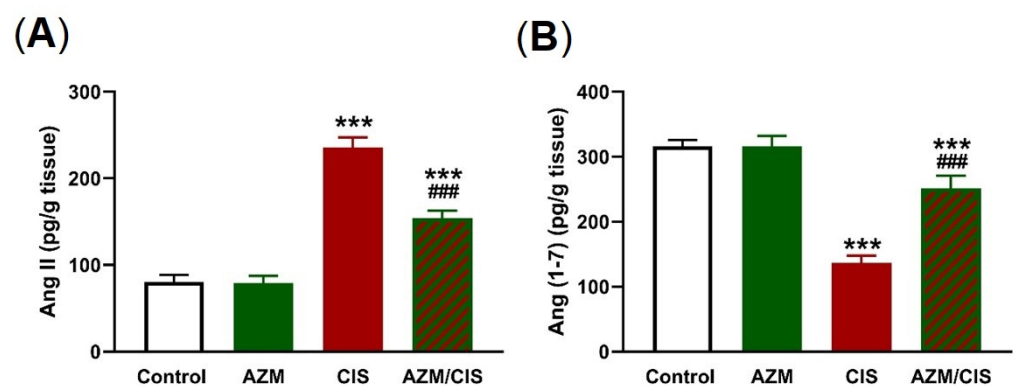 (A)
Ang II (pg/g tissue)
300
200
100
0
***
***
###
Control AZM CIS AZM/CIS
(B)
Ang (1-7) (pg/g tissue)
400
300
200
100
0
***
***
###
Control AZM CIS AZM/CIS